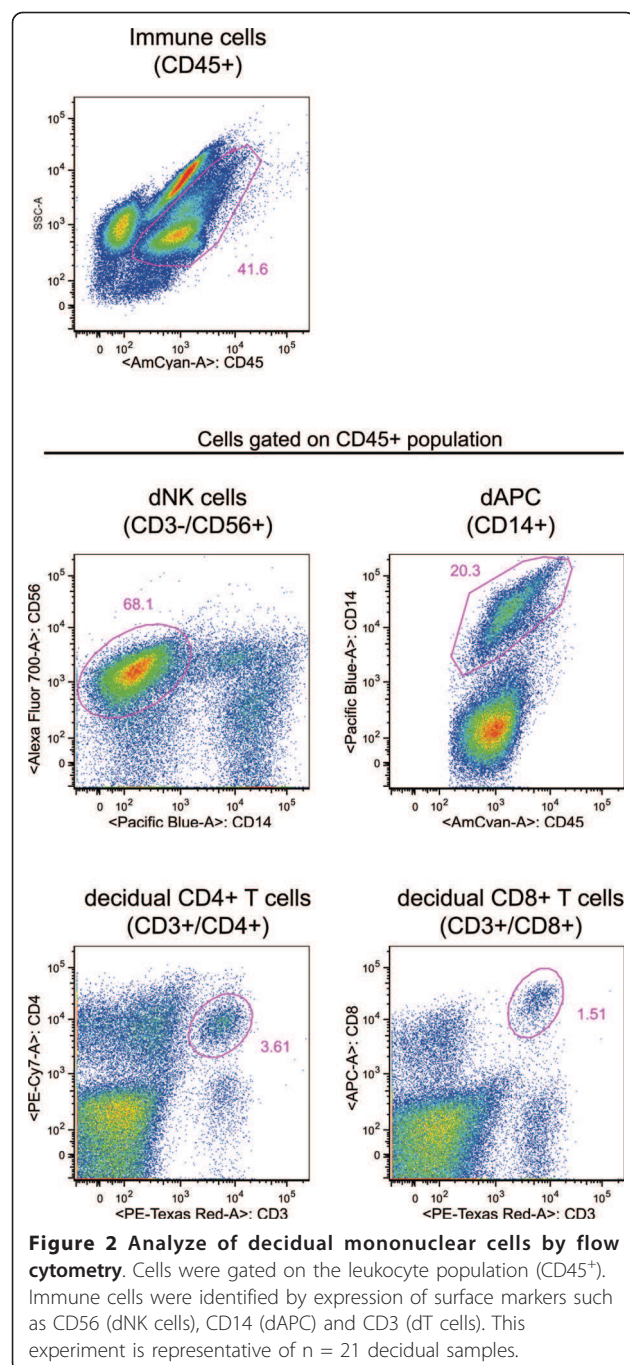 Immune cells
(CD45+)
10^5
10^4
10^3
10^2
0
SSC-A
41.6
0 10^2 10^3 10^4 10^5
<AmCyan-A>: CD45
Cells gated on CD45+ population
dNK cells
(CD3-/CD56+)
10^5
10^4
10^3
10^2
0
<Alexa Fluor 700-A>: CD56
68.1
0 10^2 10^3 10^4 10^5
<Pacific Blue-A>: CD14
dAPC
(CD14+)
10^5
10^4
10^3
10^2
0
<Pacific Blue-A>: CD14
20.3
10^3 10^4 10^5
<AmCyan-A>: CD45
decidual CD4+ T cells
(CD3+/CD4+)
10^5
10^4
10^3
10^2
0
<PE-Cy7-A>: CD4
3.61
0 10^2 10^3 10^4 10^5
<PE-Texas Red-A>: CD3
decidual CD8+ T cells
(CD3+/CD8+)
10^5
10^4
10^3
10^2
0
<APC-A>: CD8
1.51
0 10^2 10^3 10^4 10^5
<PE-Texas Red-A>: CD3
Figure 2 Analyze of decidual mononuclear cells by flow
cytometry. Cells were gated on the leukocyte population (CD45+).
Immune cells were identified by expression of surface markers such
as CD56 (dNK cells), CD14 (dAPC) and CD3 (dT cells). This
experiment is representative of n = 21 decidual samples.